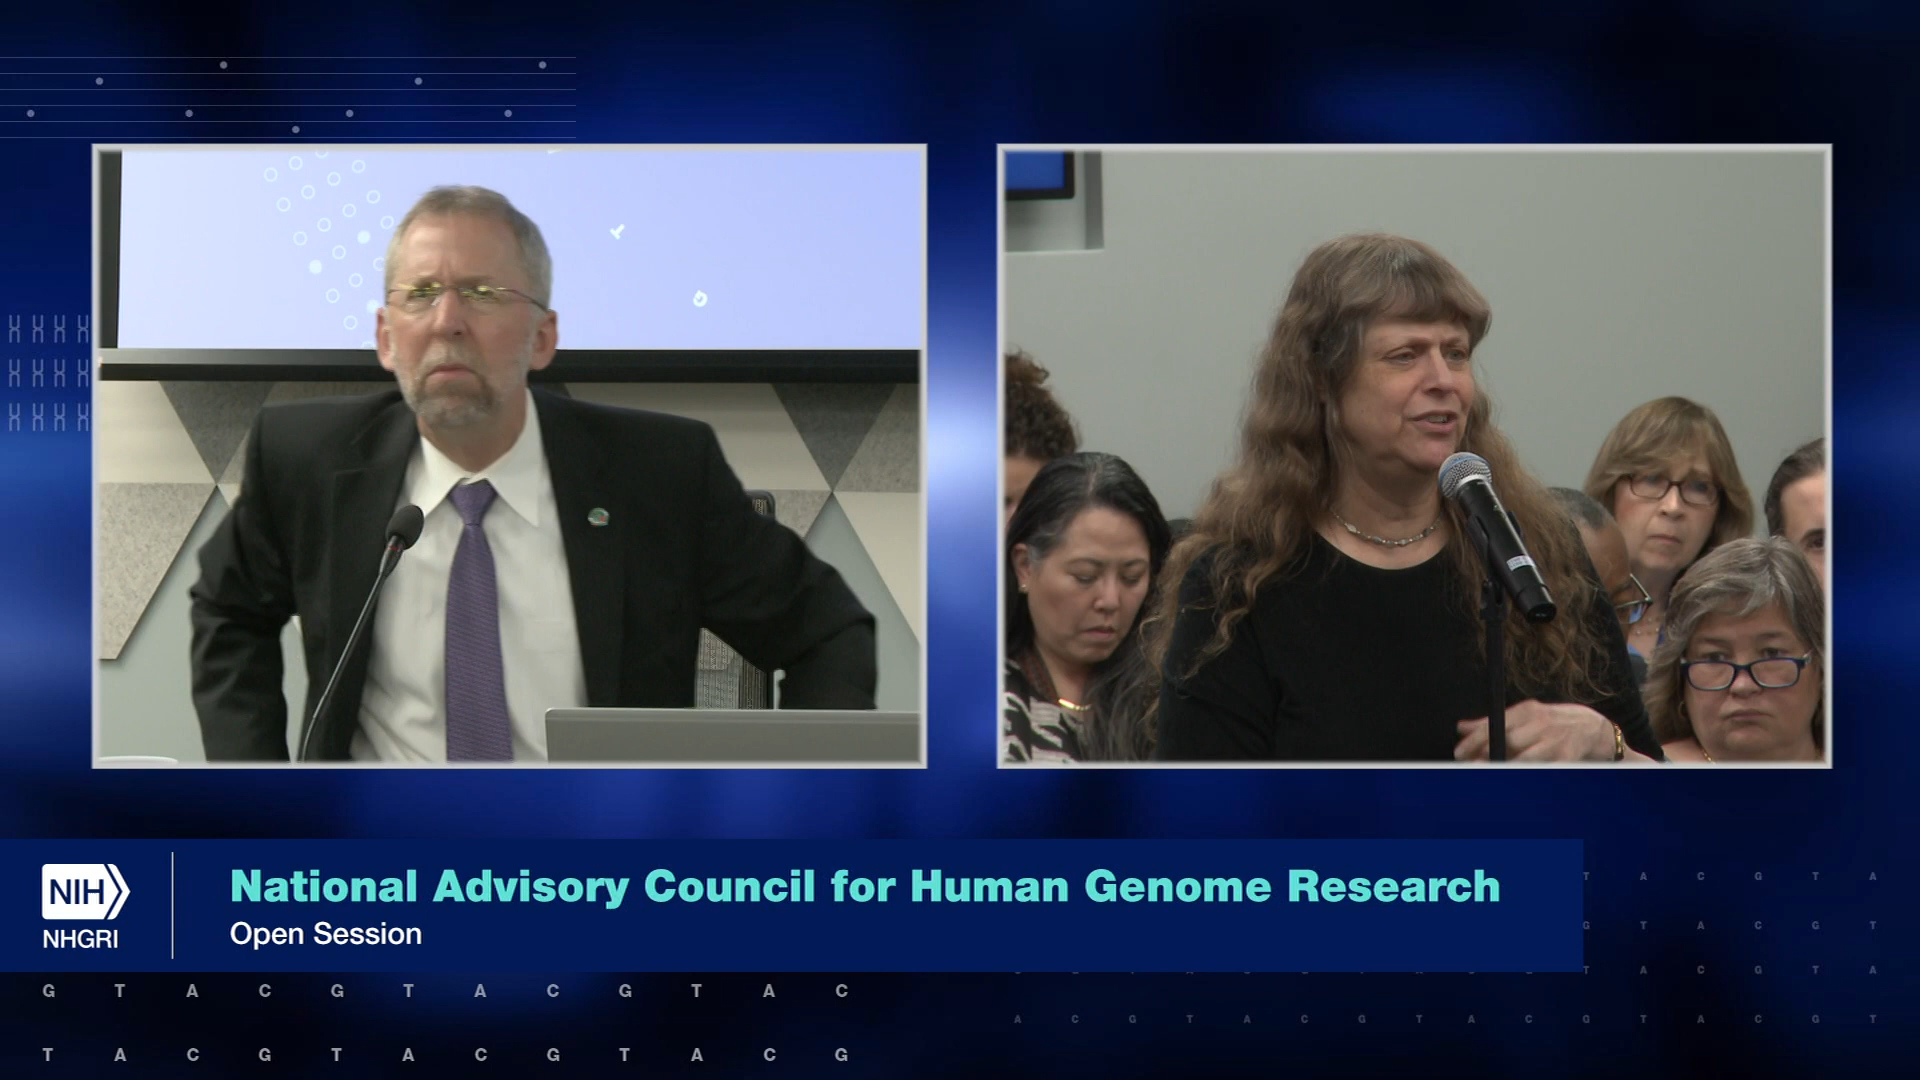 NIH
NHGRI
National Advisory Council for Human Genome Research
Open Session
G T A C G T A C G T A C
T A C G T A C G T A C G
T A C G T A
G T A C G T
T A C G T A
A C G T A C G T A C G T A C G T